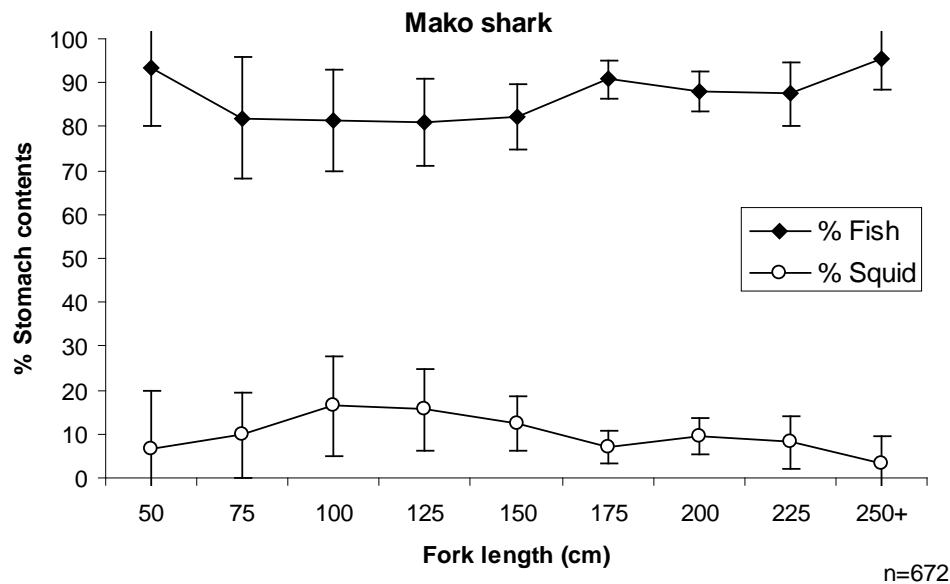 Mako shark
100
90
80
70
60
50
40
30
20
10
0
% Stomach contents
% Fish
% Squid
50 75 100 125 150 175 200 225 250+
Fork length (cm)
n=672